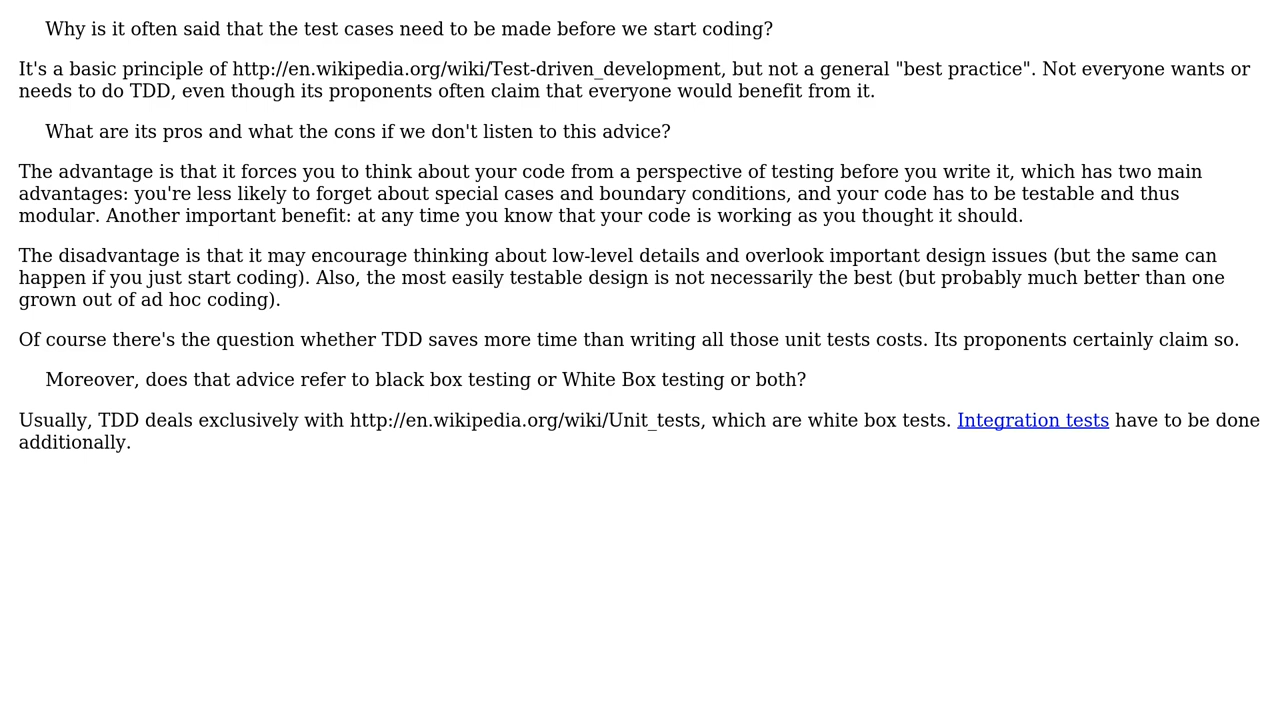 Why is it often said that the test cases need to be made before we start coding?
It's a basic principle of http://en.wikipedia.org/wiki/Test-driven_development, but not a general "best practice". Not everyone wants or
needs to do TDD, even though its proponents often claim that everyone would benefit from it.
What are its pros and what the cons if we don't listen to this advice?
The advantage is that it forces you to think about your code from a perspective of testing before you write it, which has two main
advantages: you're less likely to forget about special cases and boundary conditions, and your code has to be testable and thus
modular. Another important benefit: at any time you know that your code is working as you thought it should.
The disadvantage is that it may encourage thinking about low-level details and overlook important design issues (but the same can
happen if you just start coding). Also, the most easily testable design is not necessarily the best (but probably much better than one
grown out of ad hoc coding).
Of course there's the question whether TDD saves more time than writing all those unit tests costs. Its proponents certainly claim so.
Moreover, does that advice refer to black box testing or White Box testing or both?
Usually, TDD deals exclusively with http://en.wikipedia.org/wiki/Unit_tests, which are white box tests. Integration tests have to be done
additionally.